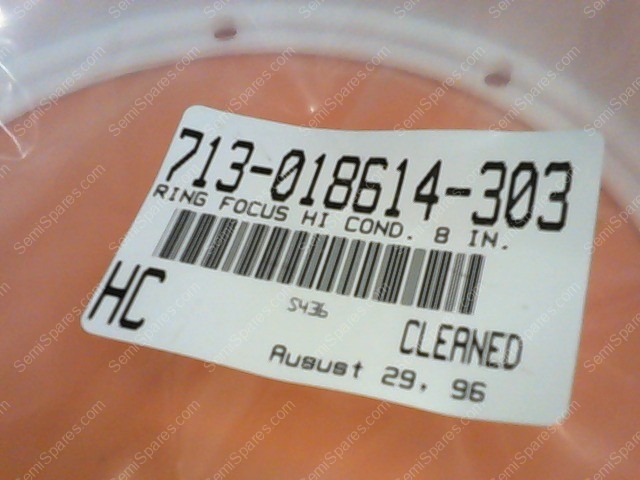 713-018614-303
RING FOCUS HI COND. 8 IN.
HC
S436
CLEANED
August 29, 96
SemiSpares.com